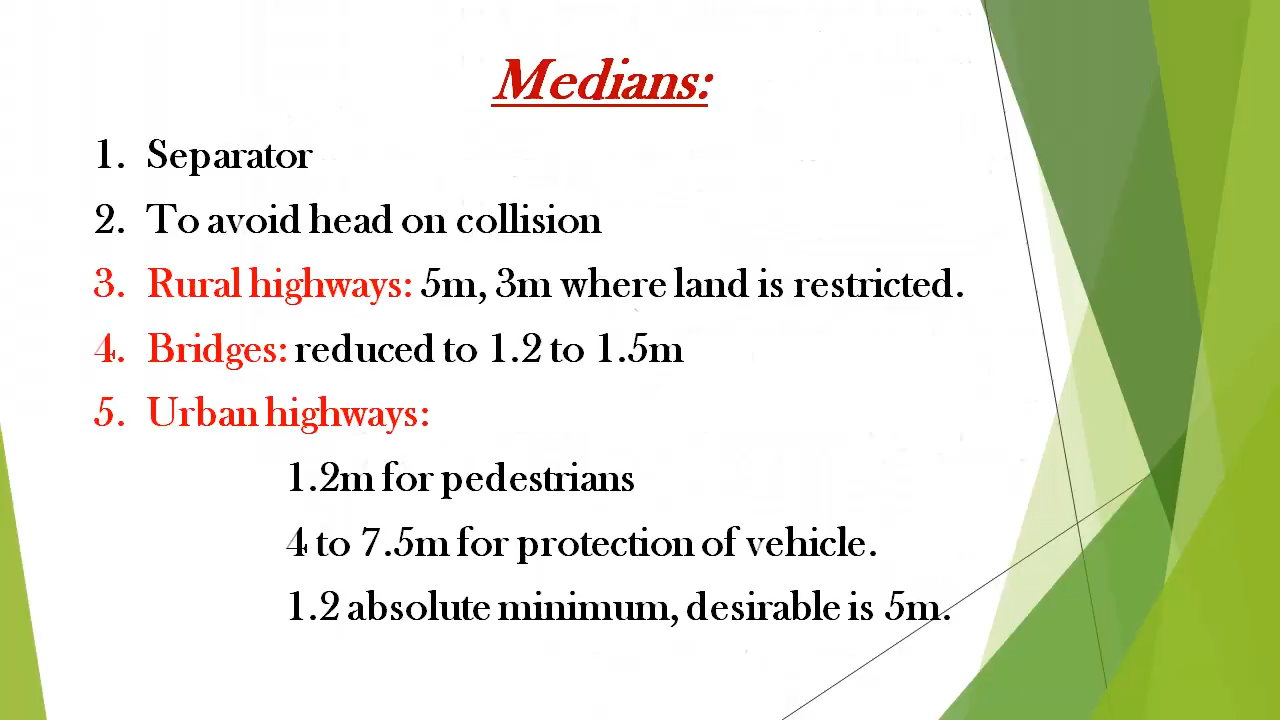 Medians:
1. Separator
2. To avoid head on collision
3. Rural highways: 5m, 3m where land is restricted.
4. Bridges: reduced to 1.2 to 1.5m
5. Urban highways:
1.2m for pedestrians
4 to 7.5m for protection of vehicle.
1.2 absolute minimum, desirable is 5m.